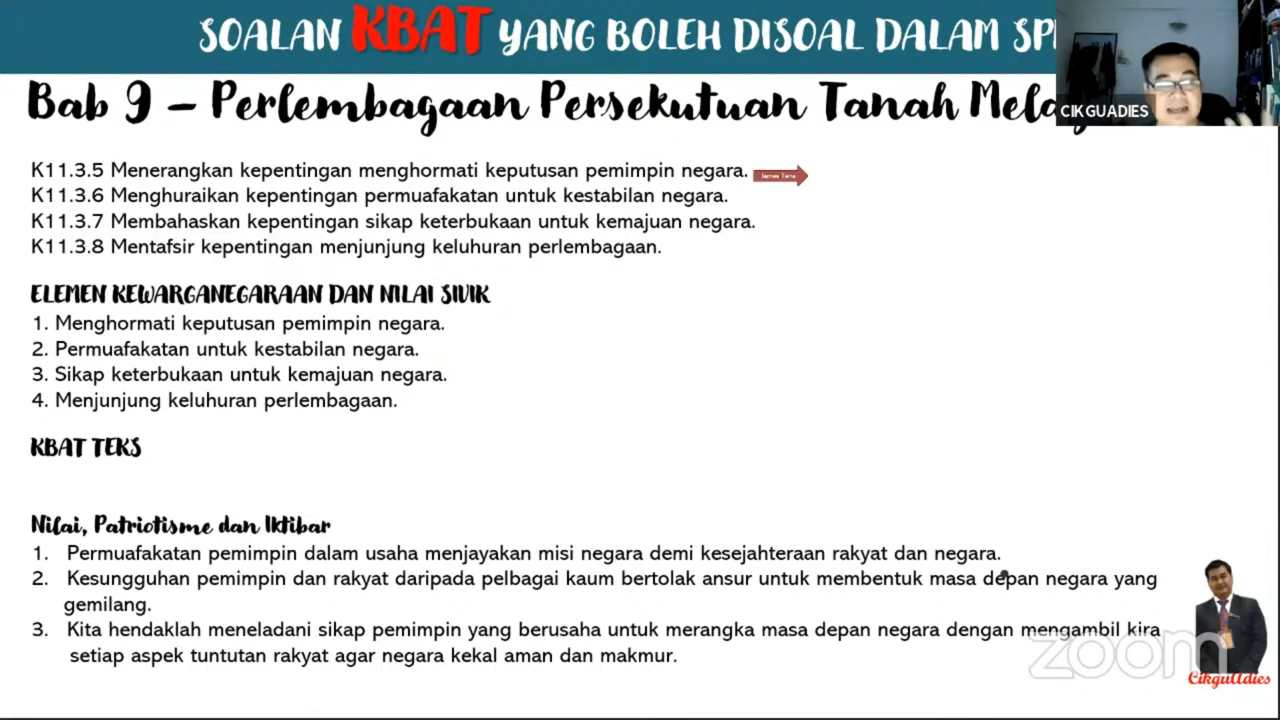 SOALAN KBAT YANG BOLEH DISOAL DALAM
CIKGUADIES
Bab 9 – Perlembagaan Persekutuan Tanah
K11.3.5 Menerangkan kepentingan menghormati keputusan pemimpin negara.
K11.3.6 Menghuraikan kepentingan permuafakatan untuk kestabilan negara.
K11.3.7 Membahaskan kepentingan sikap keterbukaan untuk kemajuan negara.
K11.3.8 Mentafsir kepentingan menjunjung keluhuran perlembagaan.
ELEMEN KEWARGANEGARAAN DAN NILAI SIVIK
1. Menghormati keputusan pemimpin negara.
2. Permuafakatan untuk kestabilan negara.
3. Sikap keterbukaan untuk kemajuan negara.
4. Menjunjung keluhuran perlembagaan.
KBAT TEKS
Nilai, Patriotisme dan Iktibar
1. Permuafakatan pemimpin dalam usaha menjayakan misi negara demi kesejahteraan rakyat dan negara.
2. Kesungguhan pemimpin dan rakyat daripada pelbagai kaum bertolak ansur untuk membentuk masa depan negara yang
gemilang.
3. Kita hendaklah meneladani sikap pemimpin yang berusaha untuk merangka masa depan negara dengan mengambil kira
setiap aspek tuntutan rakyat agar negara kekal aman dan makmur.
zoom
CikguAdies